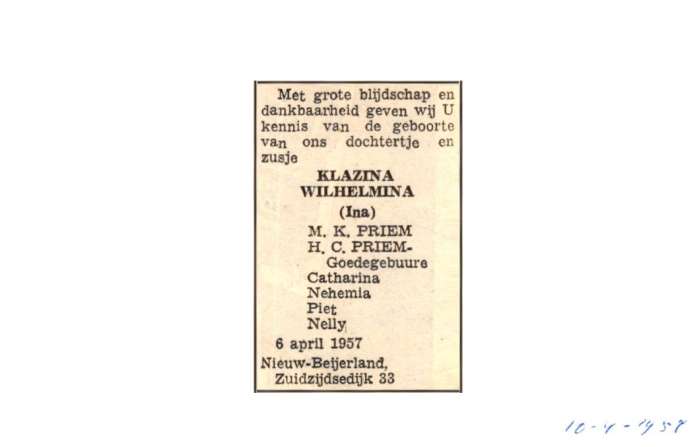 Met grote blijdschap en
dankbaarheid geven wij U
kennis van de geboorte
van ons dochtertje en
zusje
KLAZINA
WILHELMINA
(Ina)
M. K. PRIEM
H. C. PRIEM-
Goedegebuure
Catharina
Nehemia
Piet
Nelly
6 april 1957
Nieuw-Beijerland,
Zuidzijdsedijk 33
10-4-1957